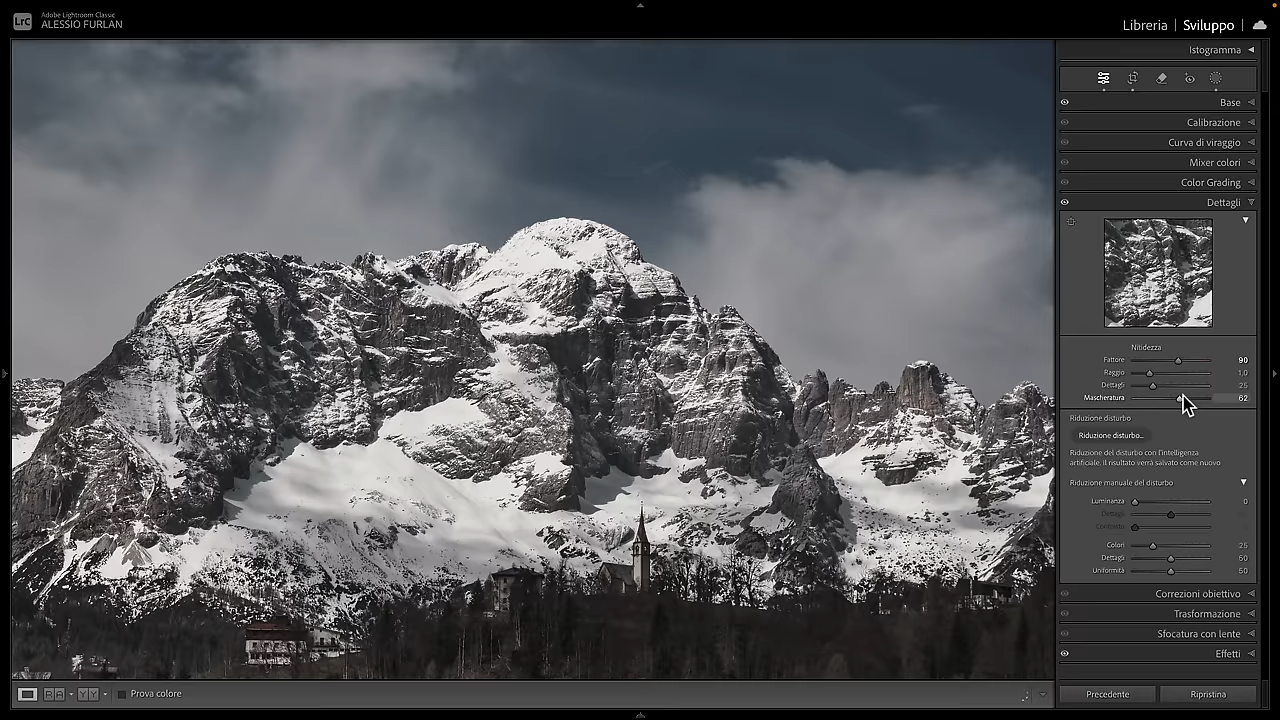 LrC
Adobe Lightroom Classic
ALESSIO FURLAN
Libreria | Sviluppo |
Istogramma
Base
Calibrazione
Curva di viraggio
Mixer colori
Color Grading
Dettagli
Nitidezza
Fattore 90
Raggio 1,0
Dettagli 25
Mascheratura 62
Riduzione disturbo
Riduzione disturbo...
Riduzione del disturbo con l'intelligenza
artificiale. Il risultato verrà salvato come nuovo
Riduzione manuale del disturbo
Luminanza 0
Dettagli
Contrasto
Colori 25
Dettagli 50
Uniformità 50
Correzioni obiettivo
Trasformazione
Sfocatura con lente
Effetti
R A Y Y Prova colore
Precedente Ripristina